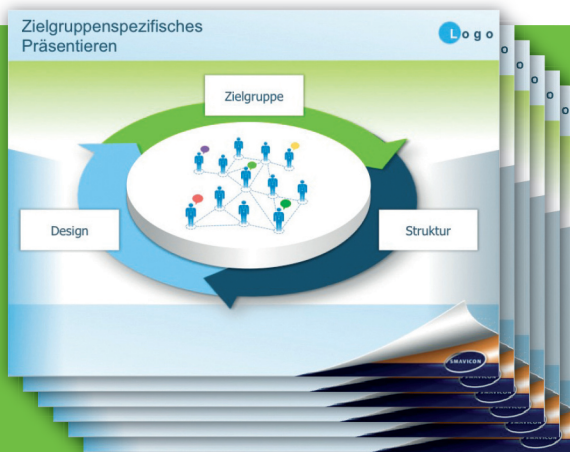 Zielgruppenspezifisches
Präsentieren
Logo
Zielgruppe
Design
Struktur
SMAVICON